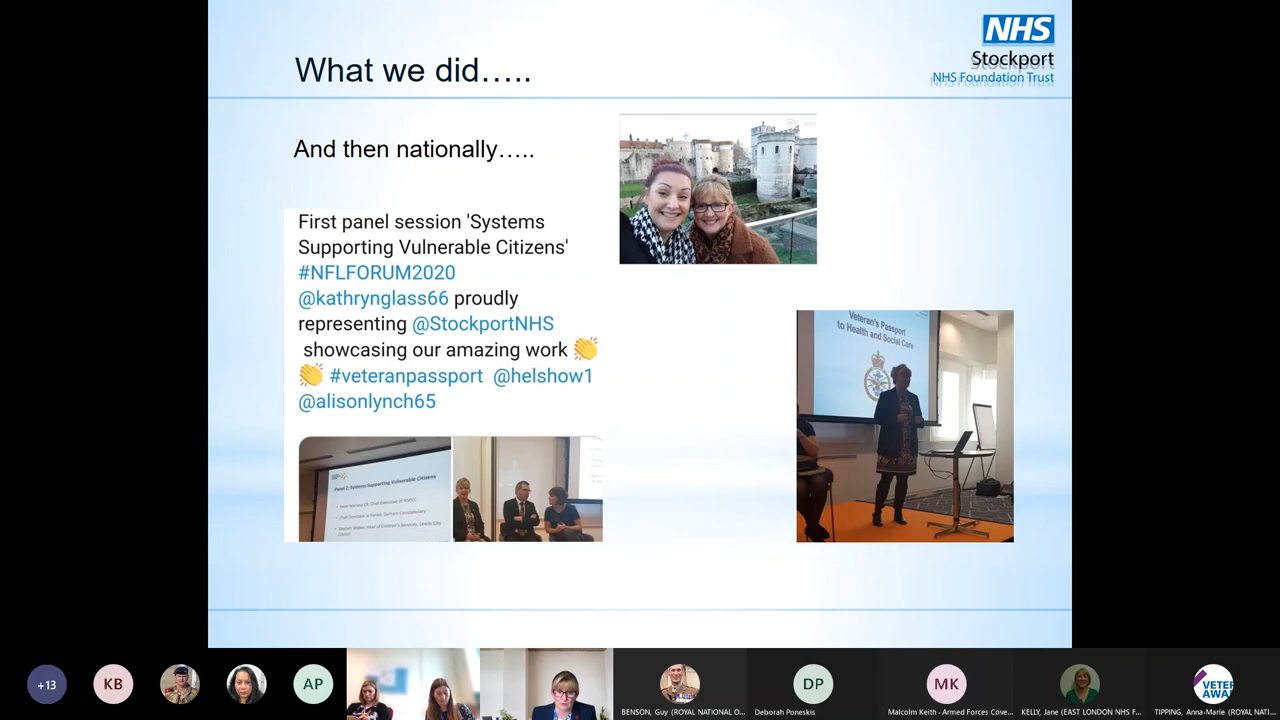 What we did.....
NHS
Stockport
NHS Foundation Trust
And then nationally.....
First panel session 'Systems
Supporting Vulnerable Citizens'
#NFLFORUM2020
@kathrynglass66 proudly
representing @StockportNHS
showcasing our amazing work
#veteranpassport @helshow1
@alisonlynch65
Panel 2: Systems Supporting Vulnerable Citizens
Veteran's Passport
to Health and Social Care
+13
KB
AP
DP
MK
VETER
AWA
BENSON, Guy (ROYAL NATIONAL O...
Deborah Poneskis
Malcolm Keith - Armed Forces Cove...
KELLY, Jane (EAST LONDON NHS F...
TIPPING, Anna-Marie (ROYAL NATI...